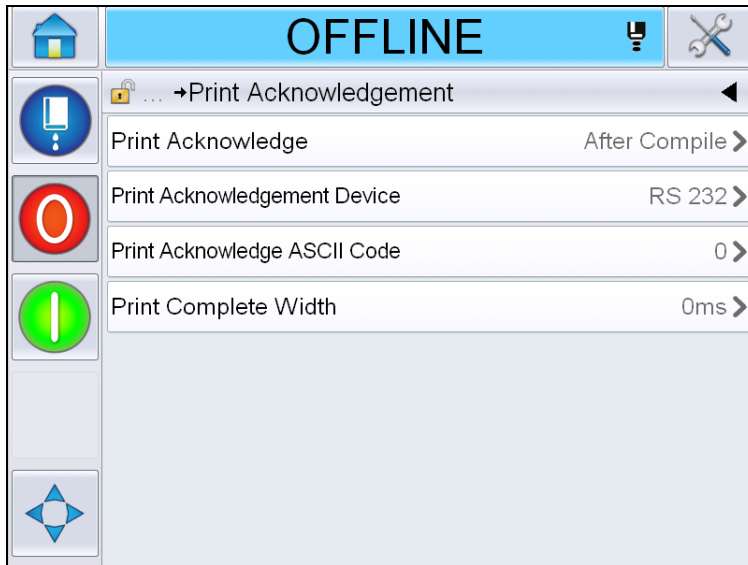 OFFLINE
... →Print Acknowledgement
Print Acknowledge After Compile
Print Acknowledgement Device RS 232
Print Acknowledge ASCII Code 0
Print Complete Width 0ms